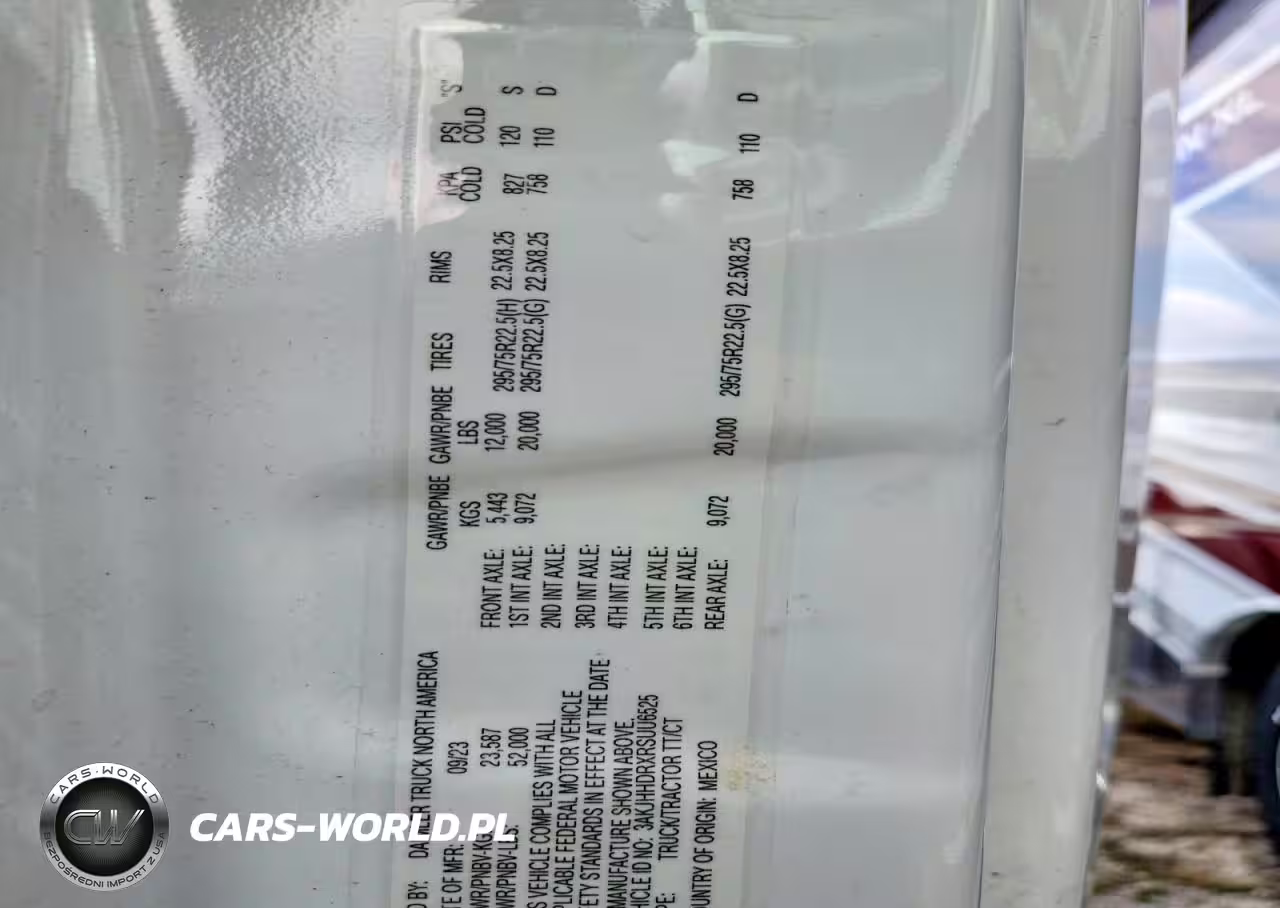 D BY: DAIMLER TRUCK NORTH AMERICA
TE OF MFR: 09/23
WR/PNBV-KG 23,587
WR/PNBV-LB 52,000
S VEHICLE COMPLIES WITH ALL
PLICABLE FEDERAL MOTOR VEHICLE
ETY STANDARDS IN EFFECT AT THE DATE
MANUFACTURE SHOWN ABOVE.
HICLE ID NO: 3AKJHHDRXRSUU6525
PE: TRUCK/TRACTOR TT/CT
UNTRY OF ORIGIN: MEXICO
GAWR/PNBE GAWR/PNBE TIRES RIMS KPA PSI "S"
KGS LBS COLD COLD
FRONT AXLE: 5,443 12,000 295/75R22.5(H) 22.5X8.25 827 120 S
1ST INT AXLE: 9,072 20,000 295/75R22.5(G) 22.5X8.25 758 110 D
2ND INT AXLE:
3RD INT AXLE:
4TH INT AXLE:
5TH INT AXLE:
6TH INT AXLE:
REAR AXLE: 9,072 20,000 295/75R22.5(G) 22.5X8.25 758 110 D
CARS-WORLD
CW
BEZPOŚREDNI IMPORT Z USA
CARS-WORLD.PL